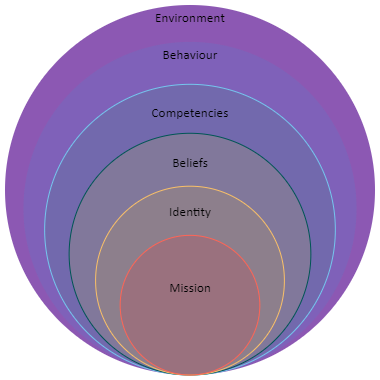 Environment
Behaviour
Competencies
Beliefs
Identity
Mission